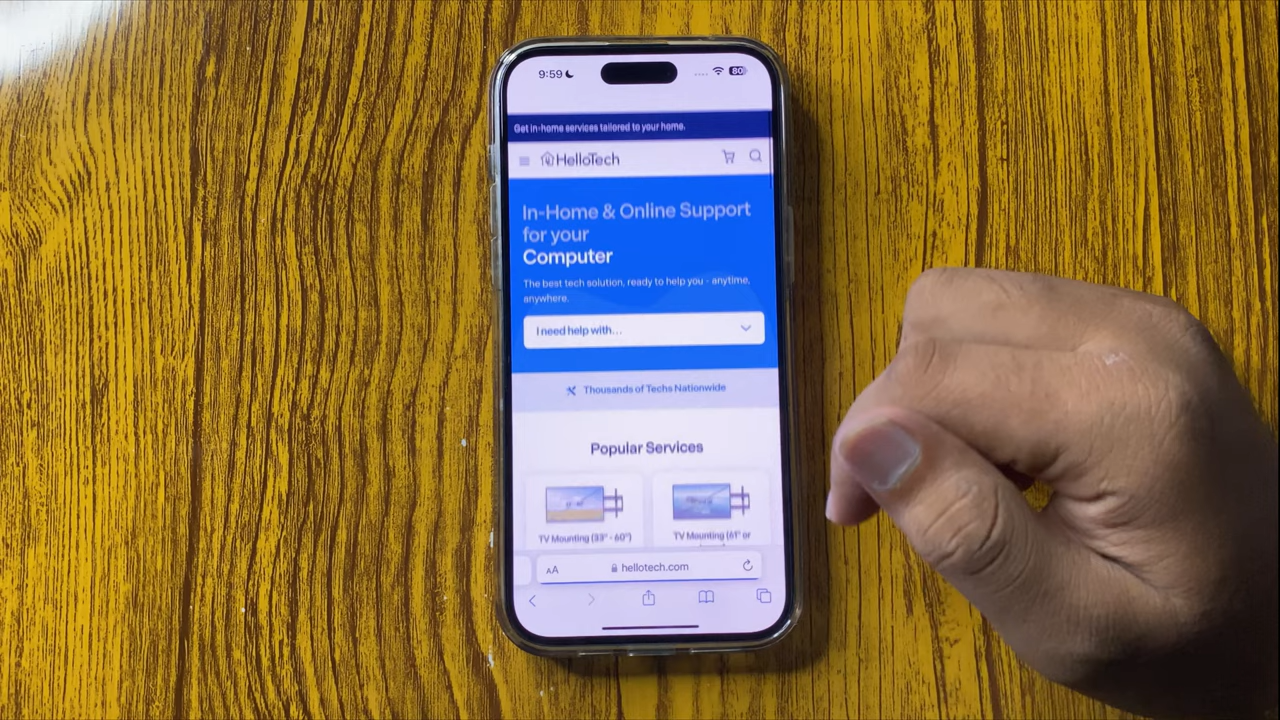 9:59
80
Get in-home services tailored to your home.
HelloTech
In-Home & Online Support
for your
Computer
The best tech solution, ready to help you - anytime,
anywhere.
I need help with...
Thousands of Techs Nationwide
Popular Services
TV Mounting (33" - 60")
TV Mounting (61" or
AA
hellotech.com